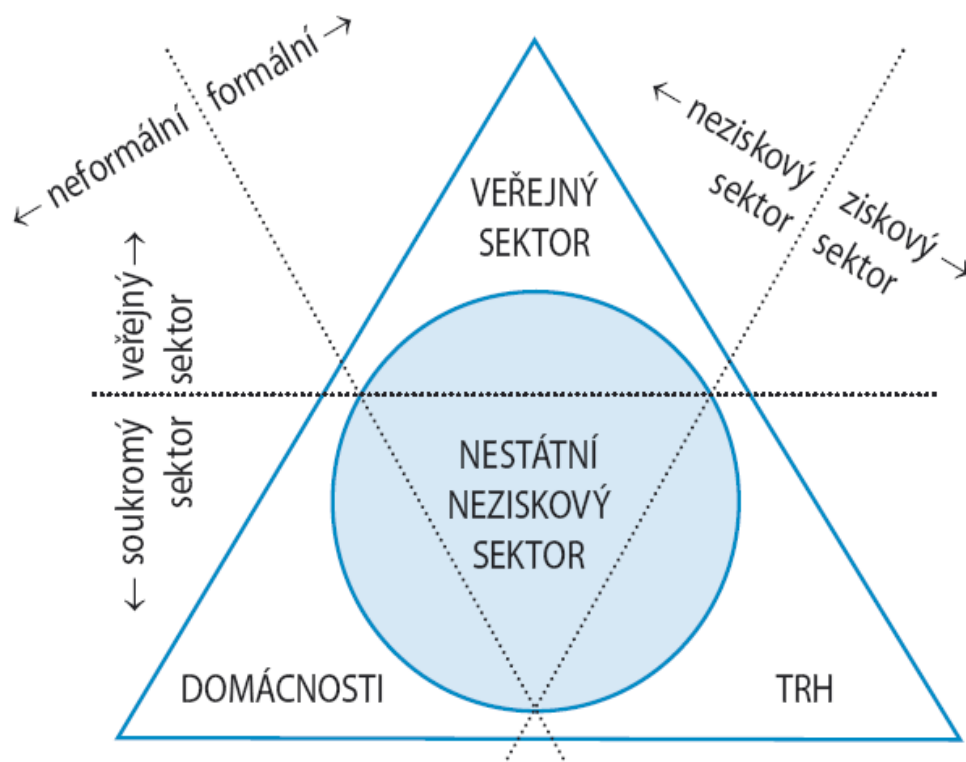 ← neformální formální →
← neziskový ziskový →
sektor sektor
VEŘEJNÝ
SEKTOR
← soukromý veřejný →
sektor sektor
NESTÁTNÍ
NEZISKOVÝ
SEKTOR
DOMÁCNOSTI
TRH